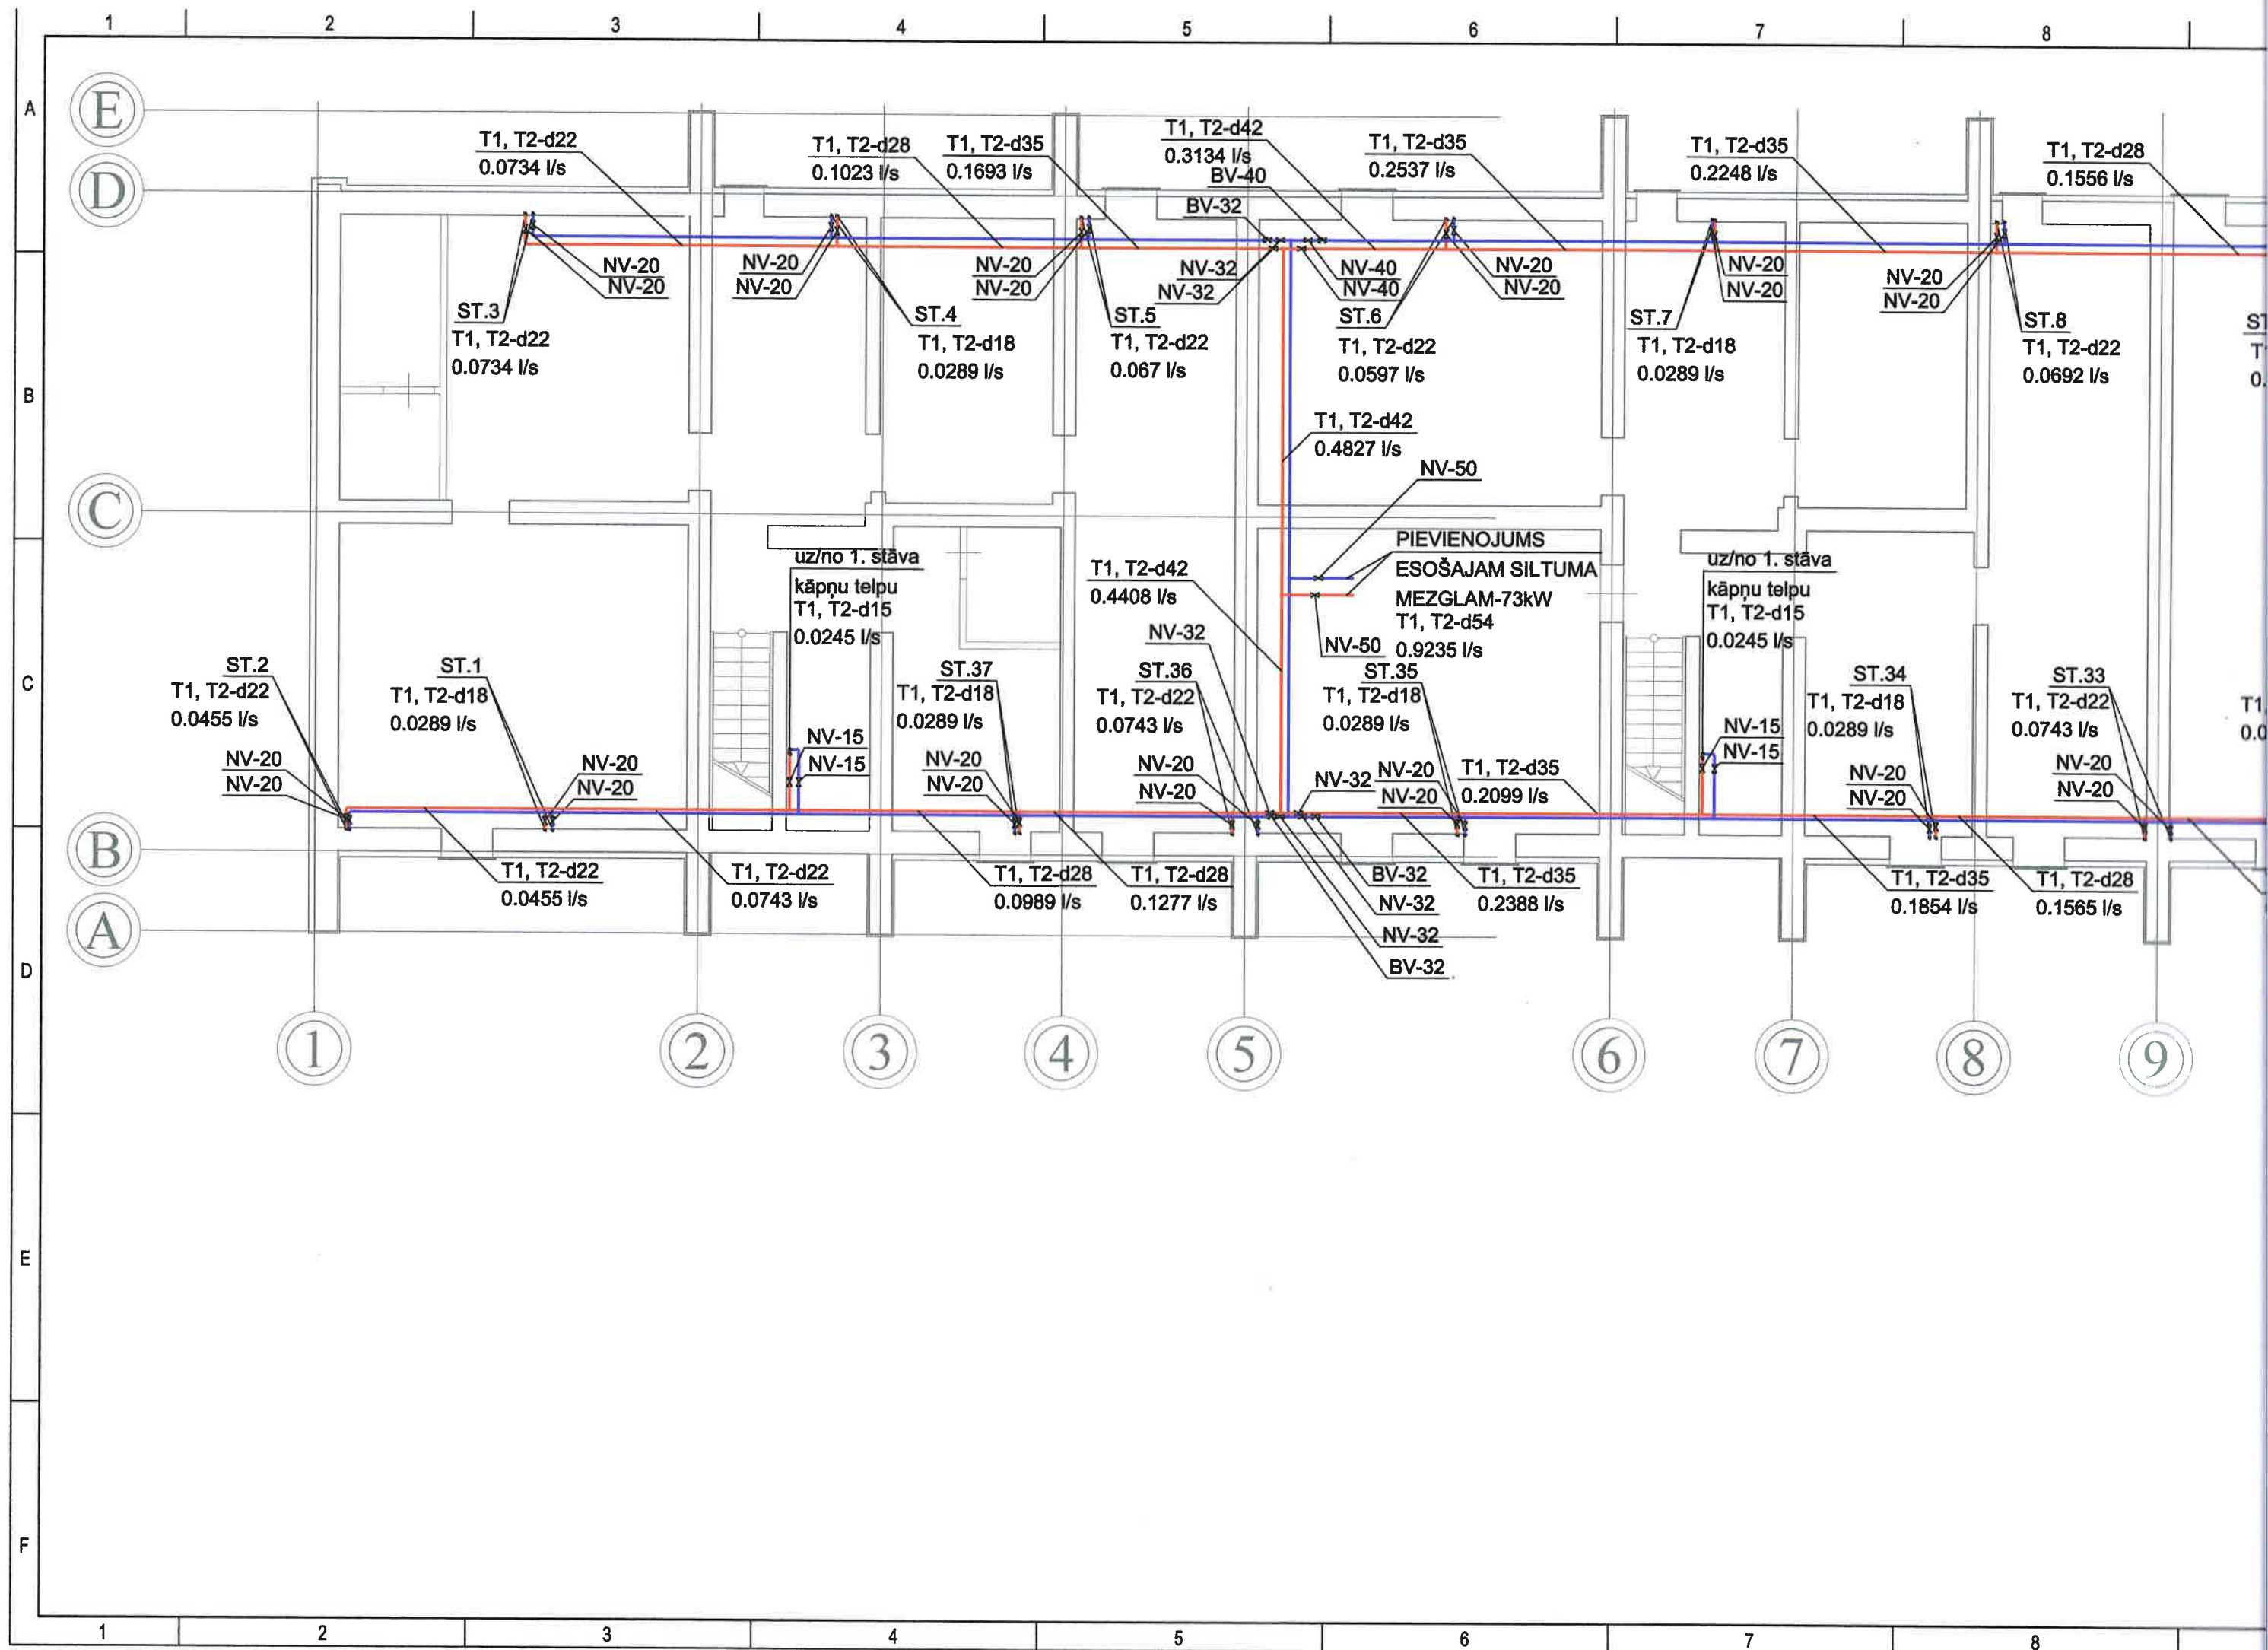 1 2 3 4 5 6 7 8
A
B
C
D
E
F
E
D
C
B
A
T1, T2-d22
0.0734 l/s
T1, T2-d28
0.1023 l/s
T1, T2-d35
0.1693 l/s
T1, T2-d42
0.3134 l/s
BV-40
BV-32
T1, T2-d35
0.2537 l/s
T1, T2-d35
0.2248 l/s
T1, T2-d28
0.1556 l/s
NV-20
NV-20
ST.3
T1, T2-d22
0.0734 l/s
NV-20
NV-20
ST.4
T1, T2-d18
0.0289 l/s
NV-20
NV-20
ST.5
T1, T2-d22
0.067 l/s
NV-32
NV-32
NV-40
NV-40
ST.6
T1, T2-d22
0.0597 l/s
NV-20
NV-20
ST.7
T1, T2-d18
0.0289 l/s
NV-20
NV-20
NV-20
NV-20
ST.8
T1, T2-d22
0.0692 l/s
ST
T
0.
T1, T2-d42
0.4827 l/s
NV-50
PIEVIENOJUMS
ESOŠAJAM SILTUMA
MEZGLAM-73kW
T1, T2-d54
0.9235 l/s
NV-50
uz/no 1. stāva
kāpņu telpu
T1, T2-d15
0.0245 l/s
T1, T2-d42
0.4408 l/s
uz/no 1. stāva
kāpņu telpu
T1, T2-d15
0.0245 l/s
ST.2
T1, T2-d22
0.0455 l/s
NV-20
NV-20
ST.1
T1, T2-d18
0.0289 l/s
NV-20
NV-20
NV-15
NV-15
ST.37
T1, T2-d18
0.0289 l/s
NV-20
NV-20
NV-32
ST.36
T1, T2-d22
0.0743 l/s
NV-20
NV-20
ST.35
T1, T2-d18
0.0289 l/s
NV-32
NV-20
NV-20
T1, T2-d35
0.2099 l/s
NV-15
NV-15
ST.34
T1, T2-d18
0.0289 l/s
NV-20
NV-20
ST.33
T1, T2-d22
0.0743 l/s
NV-20
NV-20
T1,
0.0
T1, T2-d22
0.0455 l/s
T1, T2-d22
0.0743 l/s
T1, T2-d28
0.0989 l/s
T1, T2-d28
0.1277 l/s
BV-32
NV-32
NV-32
BV-32
T1, T2-d35
0.2388 l/s
T1, T2-d35
0.1854 l/s
T1, T2-d28
0.1565 l/s
1 2 3 4 5 6 7 8 9
1 2 3 4 5 6 7 8